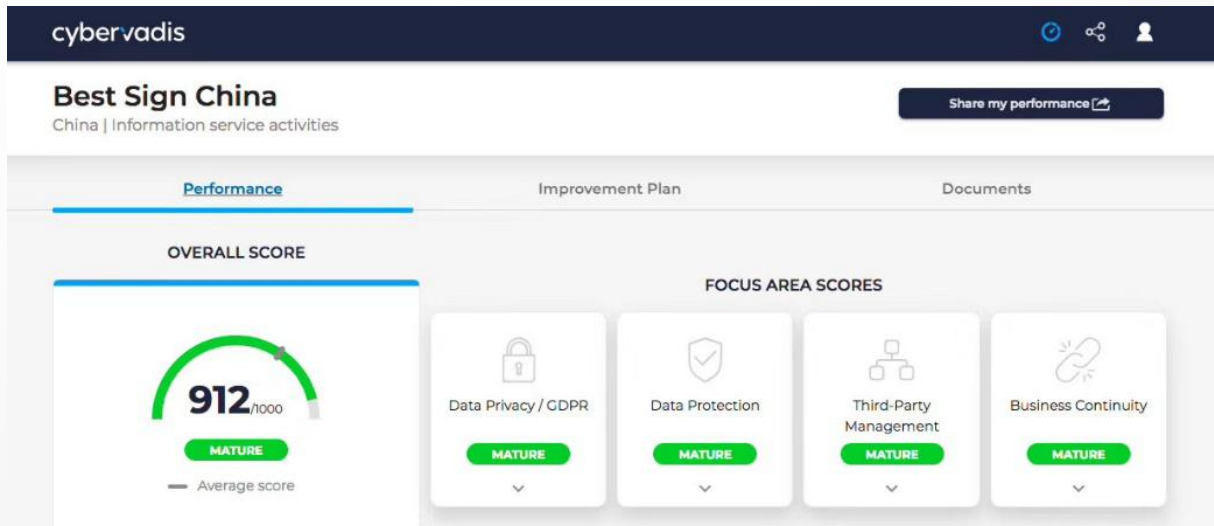 cybervadis
Best Sign China
China | Information service activities
Share my performance
Performance
Improvement Plan
Documents
OVERALL SCORE
912/1000
MATURE
Average score
FOCUS AREA SCORES
Data Privacy / GDPR
MATURE
Data Protection
MATURE
Third-Party
Management
MATURE
Business Continuity
MATURE